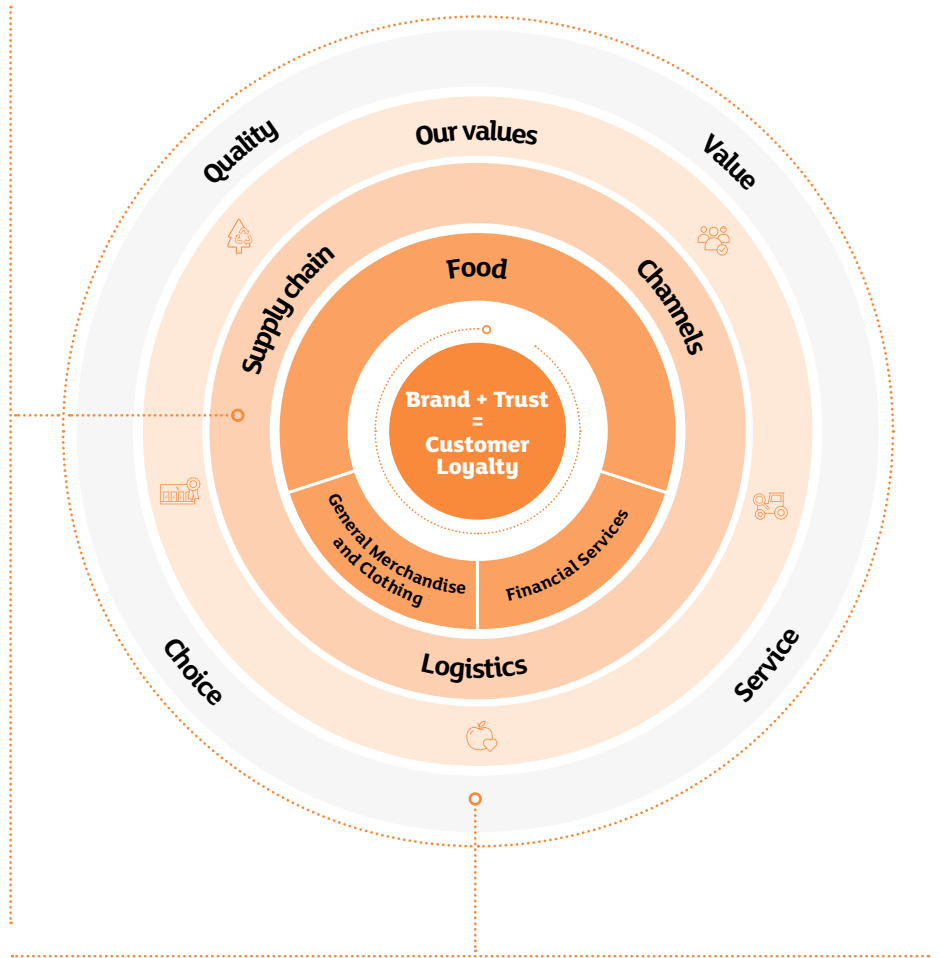 Quality
Value
Our values
Supply chain
Channels
Food
Brand + Trust
=
Customer
Loyalty
General Merchandise
and Clothing
Financial Services
Logistics
Choice
Service